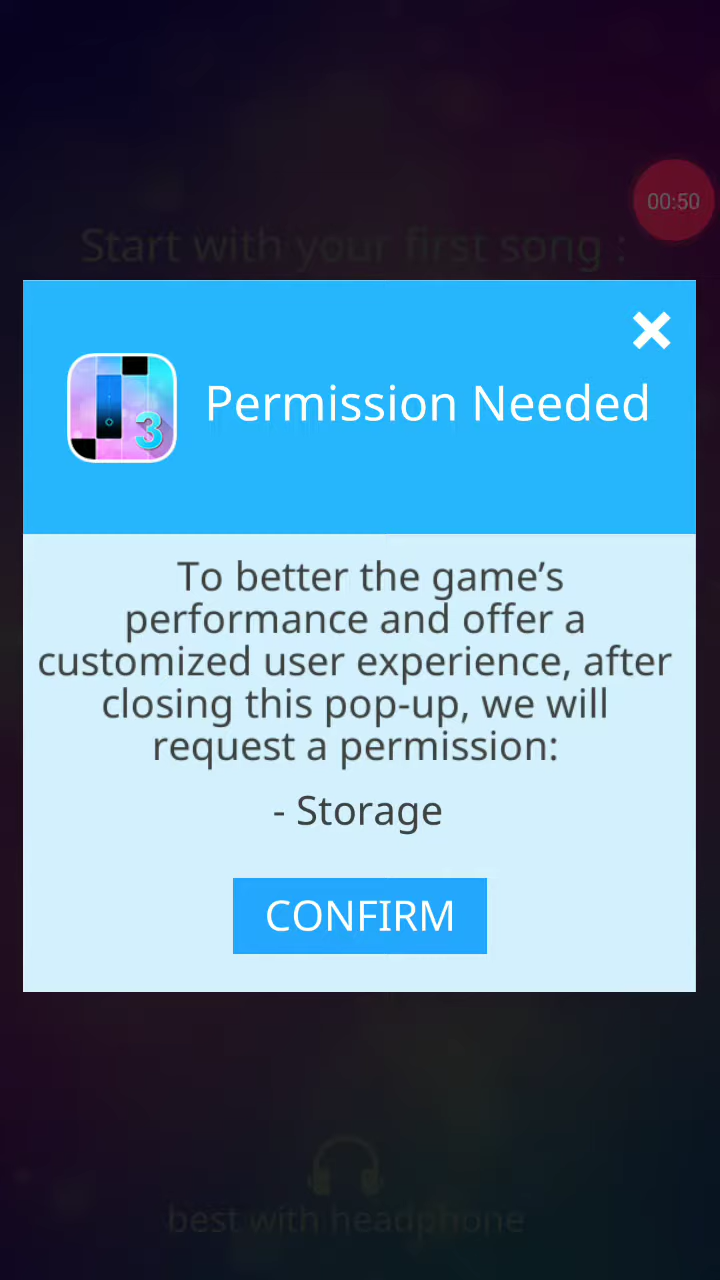 00:50
Start with your first song :
3
Permission Needed
To better the game’s
performance and offer a
customized user experience, after
closing this pop-up, we will
request a permission:
- Storage
CONFIRM
best with headphone